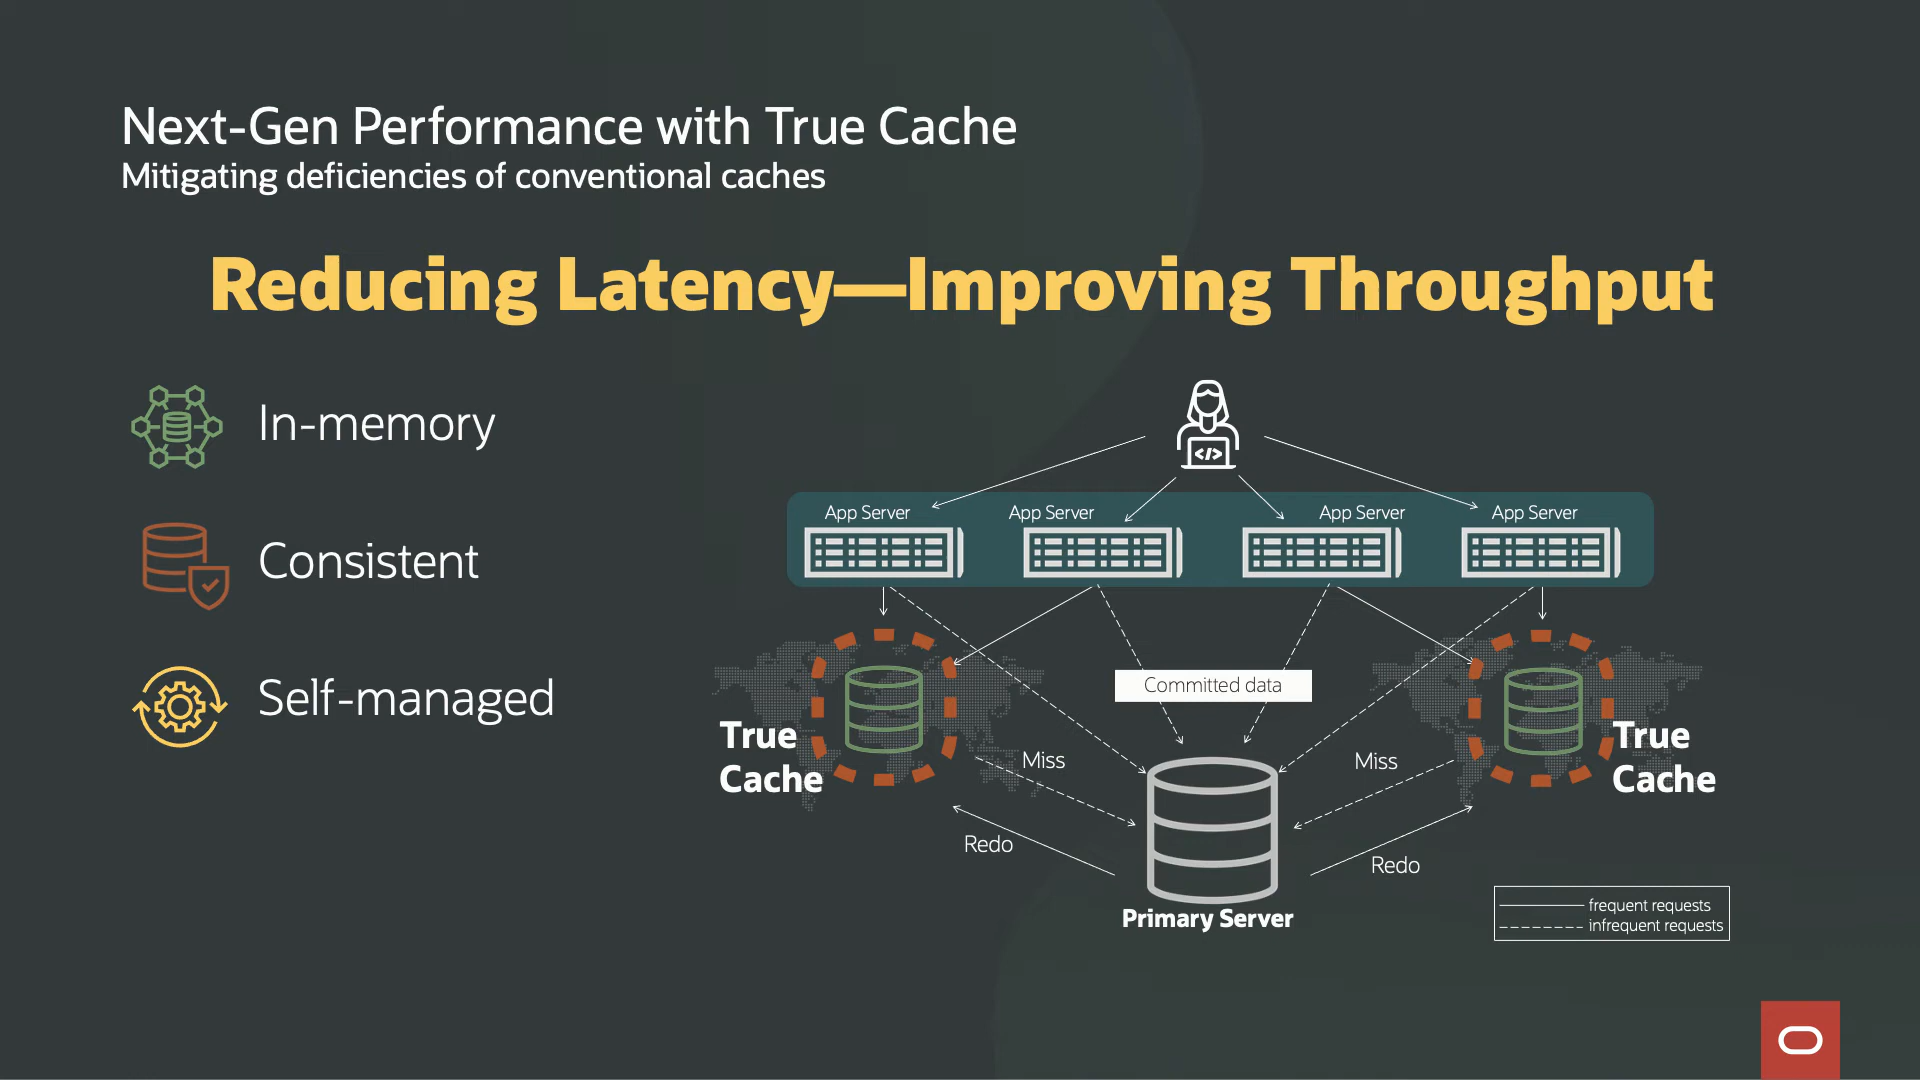 Next-Gen Performance with True Cache
Mitigating deficiencies of conventional caches
Reducing Latency—Improving Throughput
In-memory
Consistent
Self-managed
</>
App Server
App Server
App Server
App Server
Committed data
True
Cache
True
Cache
Miss
Miss
Redo
Redo
Primary Server
frequent requests
infrequent requests